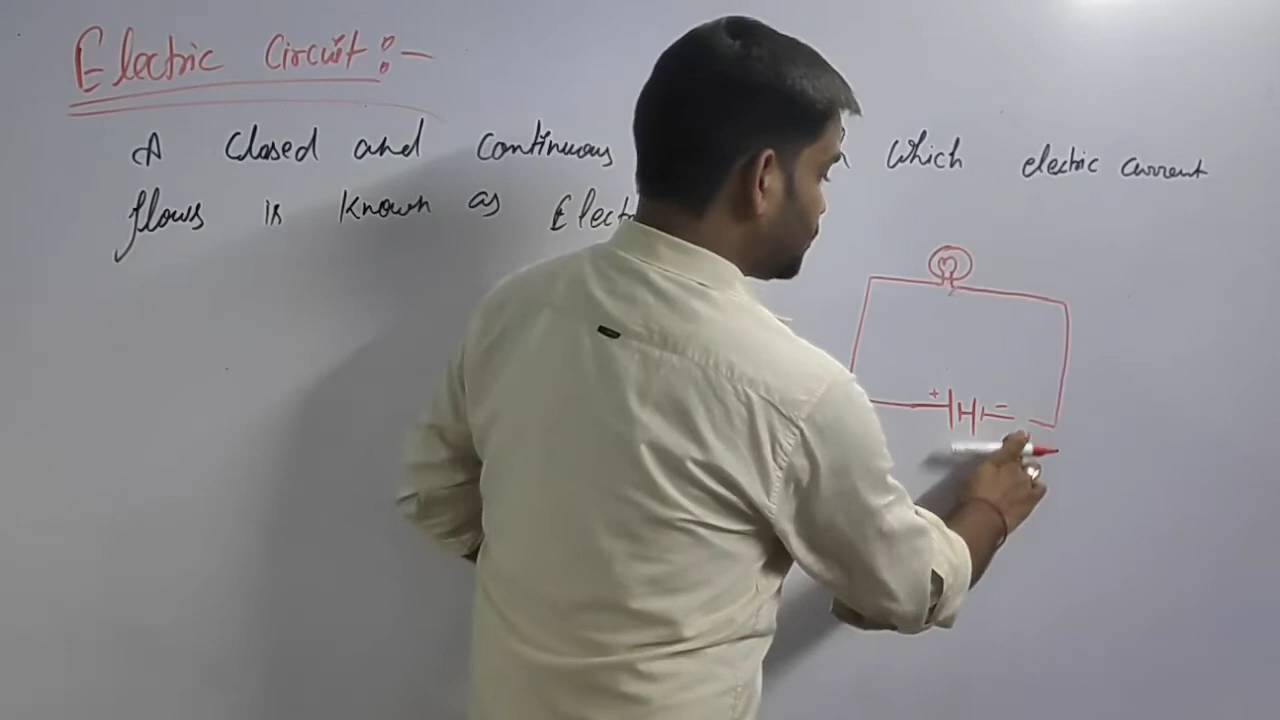 Electric Circuit :-
A closed and continuous which electric current
flows is known as
+ -